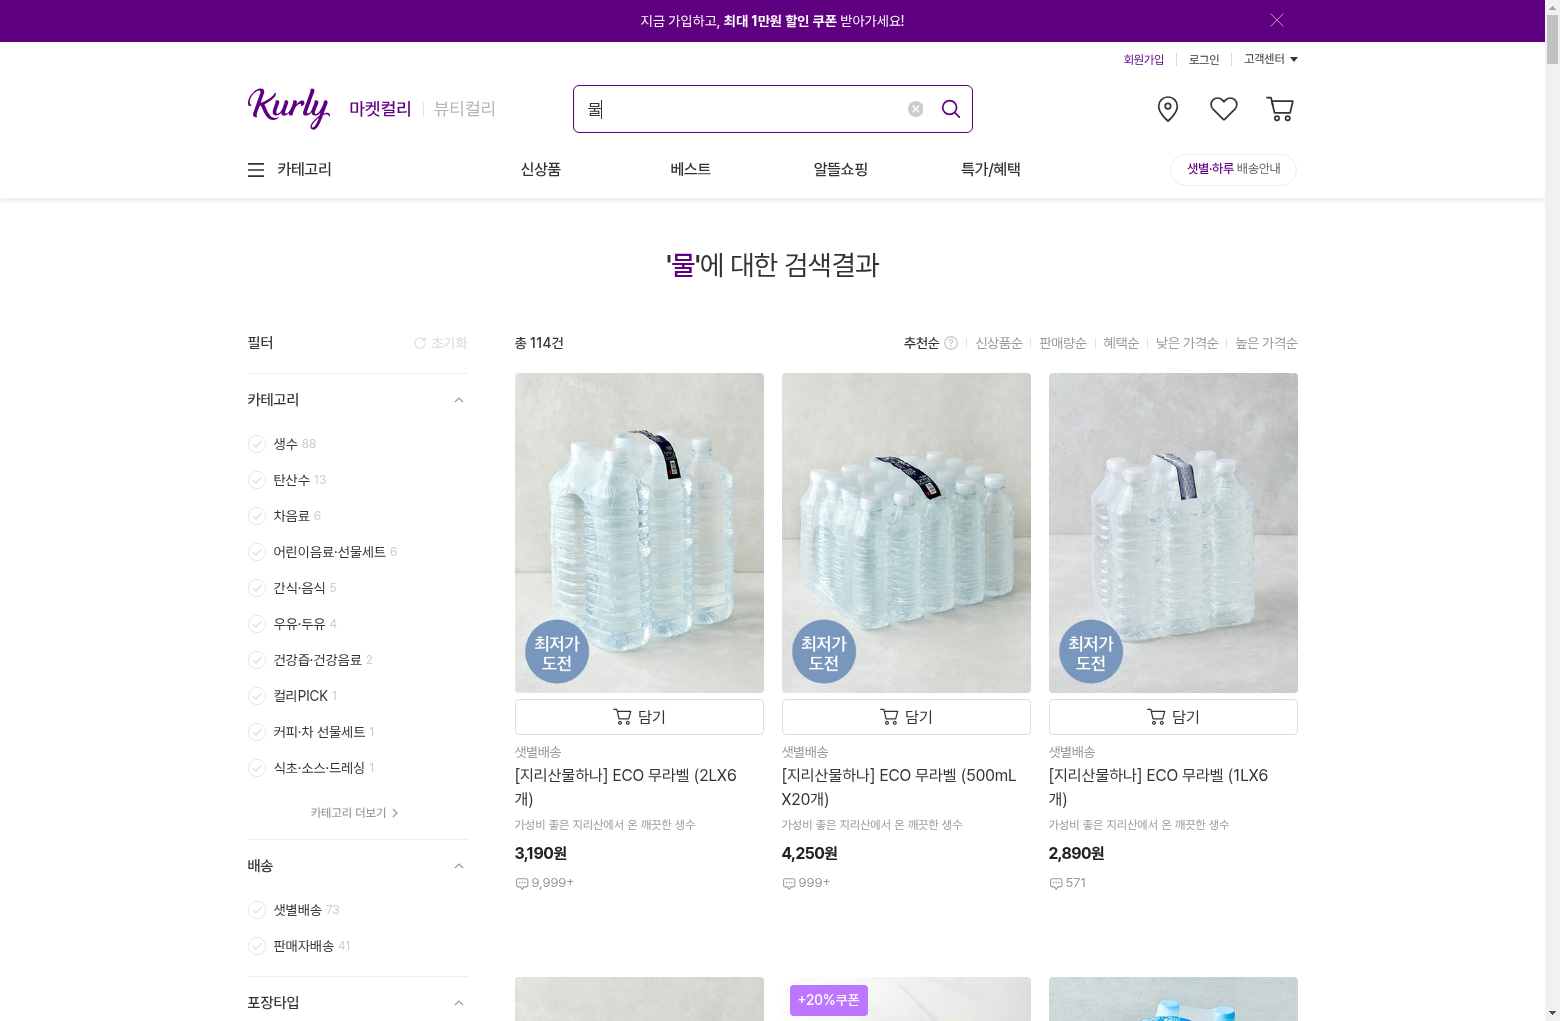 지금 가입하고, 최대 1만원 할인 쿠폰 받아가세요!
회원가입 로그인 고객센터
Kurly 마켓컬리 뷰티컬리
물
카테고리 신상품 베스트 알뜰쇼핑 특가/혜택 샛별·하루 배송안내
'물'에 대한 검색결과
필터 초기화
총 114건 추천순 ? 신상품순 판매량순 혜택순 낮은 가격순 높은 가격순
카테고리
생수 88
탄산수 13
차음료 6
어린이음료·선물세트 6
간식·음식 5
우유·두유 4
건강즙·건강음료 2
컬리PICK 1
커피·차 선물세트 1
식초·소스·드레싱 1
카테고리 더보기
배송
샛별배송 73
판매자배송 41
포장타입
최저가
도전
담기
샛별배송
[지리산물하나] ECO 무라벨 (2LX6
개)
가성비 좋은 지리산에서 온 깨끗한 생수
3,190원
9,999+
최저가
도전
담기
샛별배송
[지리산물하나] ECO 무라벨 (500mL
X20개)
가성비 좋은 지리산에서 온 깨끗한 생수
4,250원
999+
최저가
도전
담기
샛별배송
[지리산물하나] ECO 무라벨 (1LX6
개)
가성비 좋은 지리산에서 온 깨끗한 생수
2,890원
571
+20%쿠폰